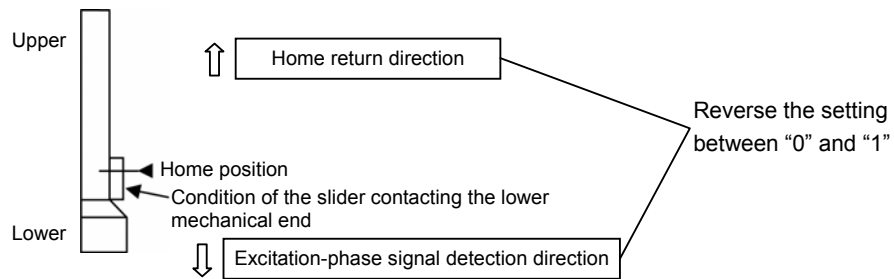 Upper
Home return direction
Reverse the setting
between “0” and “1”
Home position
Condition of the slider contacting the lower
mechanical end
Lower
Excitation-phase signal detection direction